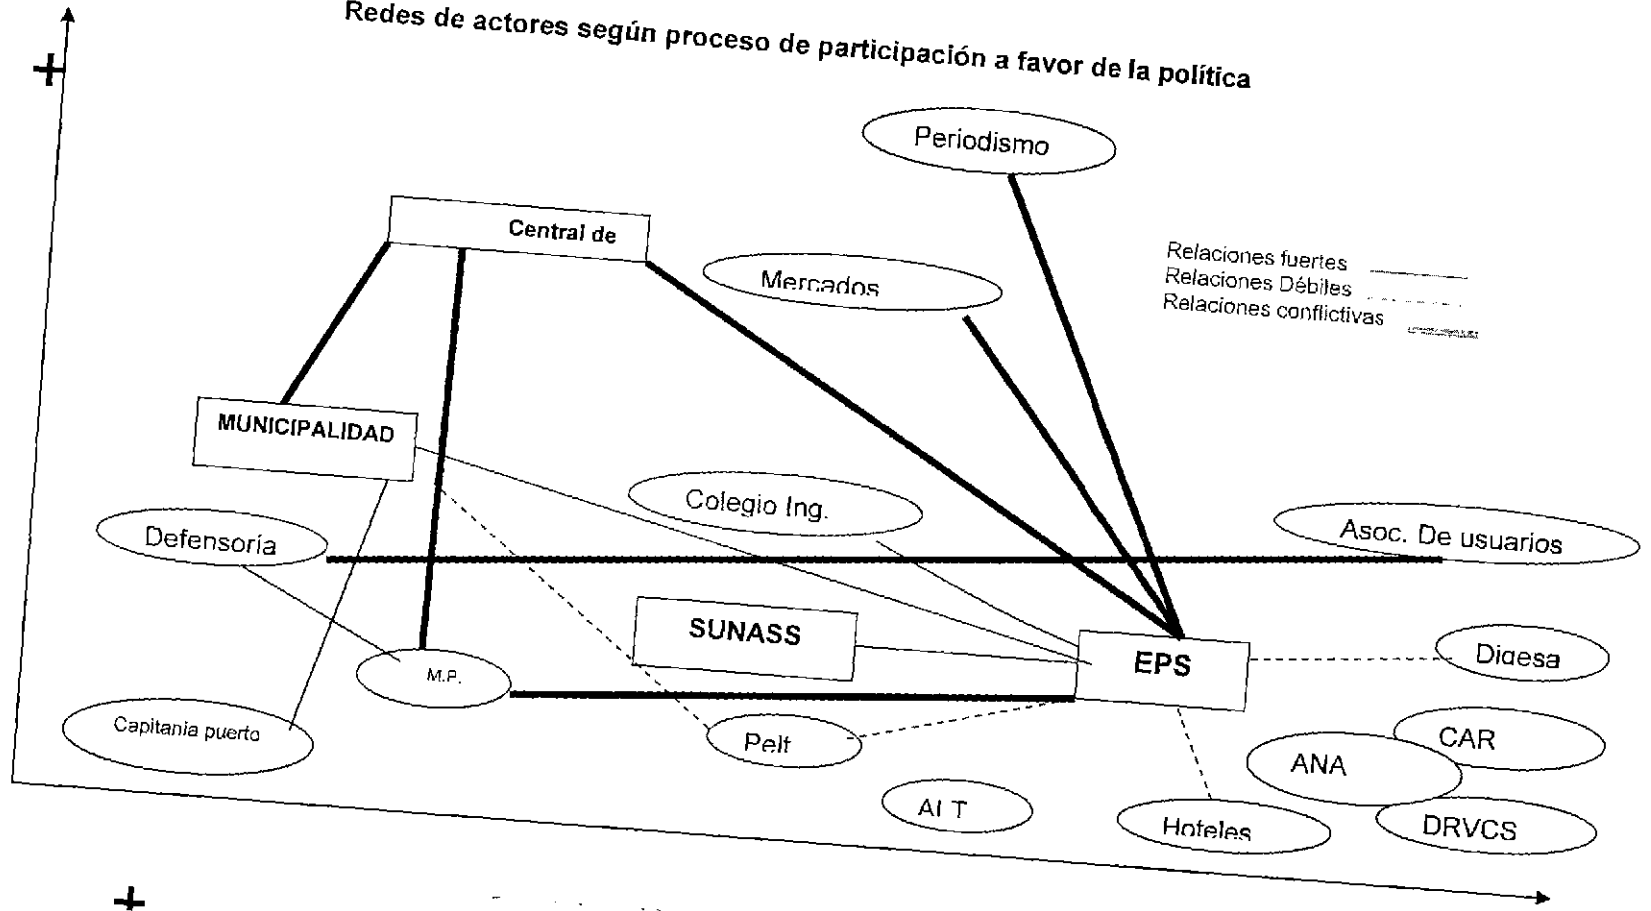 Redes de actores según proceso de participación a favor de la política
+
Periodismo
Central de
Mercados
Relaciones fuertes
Relaciones Débiles
Relaciones conflictivas
MUNICIPALIDAD
Colegio Ing.
Defensoría
Asoc. De usuarios
SUNASS
EPS
Digesa
M.P.
Capitania puerto
Pelt
CAR
ANA
ALT
Hoteles
DRVCS
+